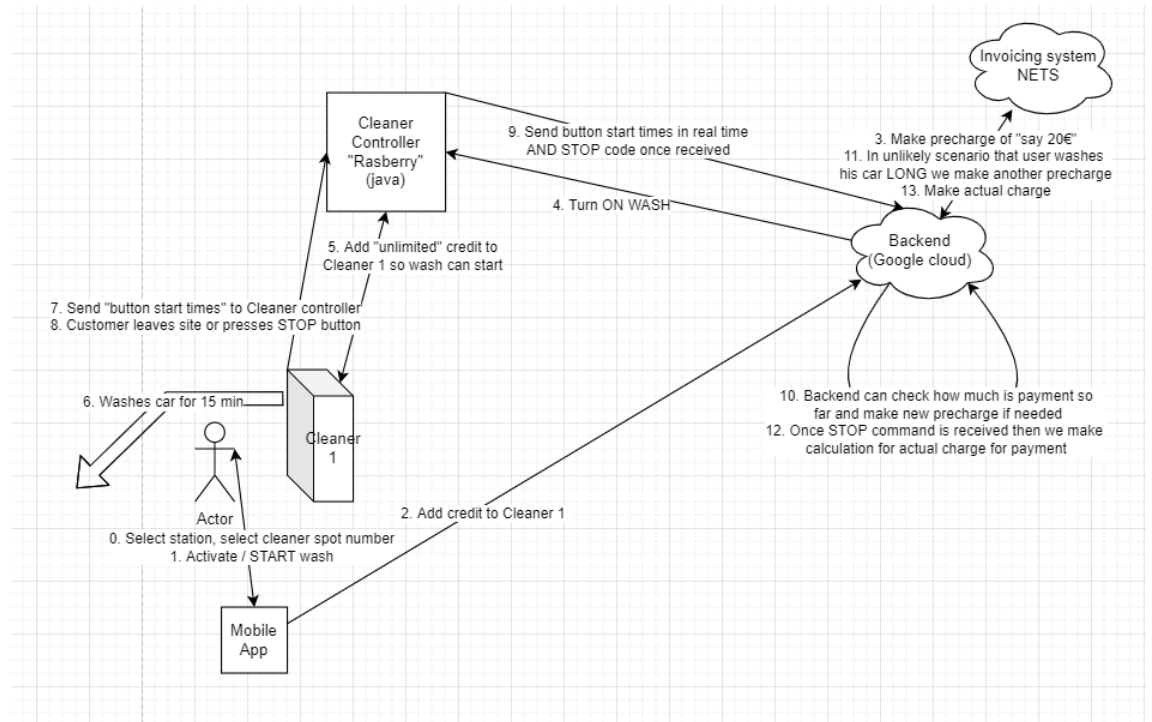 Invoicing system
NETS
Cleaner
Controller
"Rasberry"
(java)
9. Send button start times in real time
AND STOP code once received
3. Make precharge of "say 20€"
11. In unlikely scenario that user washes
his car LONG we make another precharge
13. Make actual charge
4. Turn ON WASH
Backend
(Google cloud)
5. Add "unlimited" credit to
Cleaner 1 so wash can start
7. Send "button start times" to Cleaner controller
8. Customer leaves site or presses STOP button
6. Washes car for 15 min
10. Backend can check how much is payment so
far and make new precharge if needed
12. Once STOP command is received then we make
calculation for actual charge for payment
Cleaner
1
Actor
2. Add credit to Cleaner 1
0. Select station, select cleaner spot number
1. Activate / START wash
Mobile
App